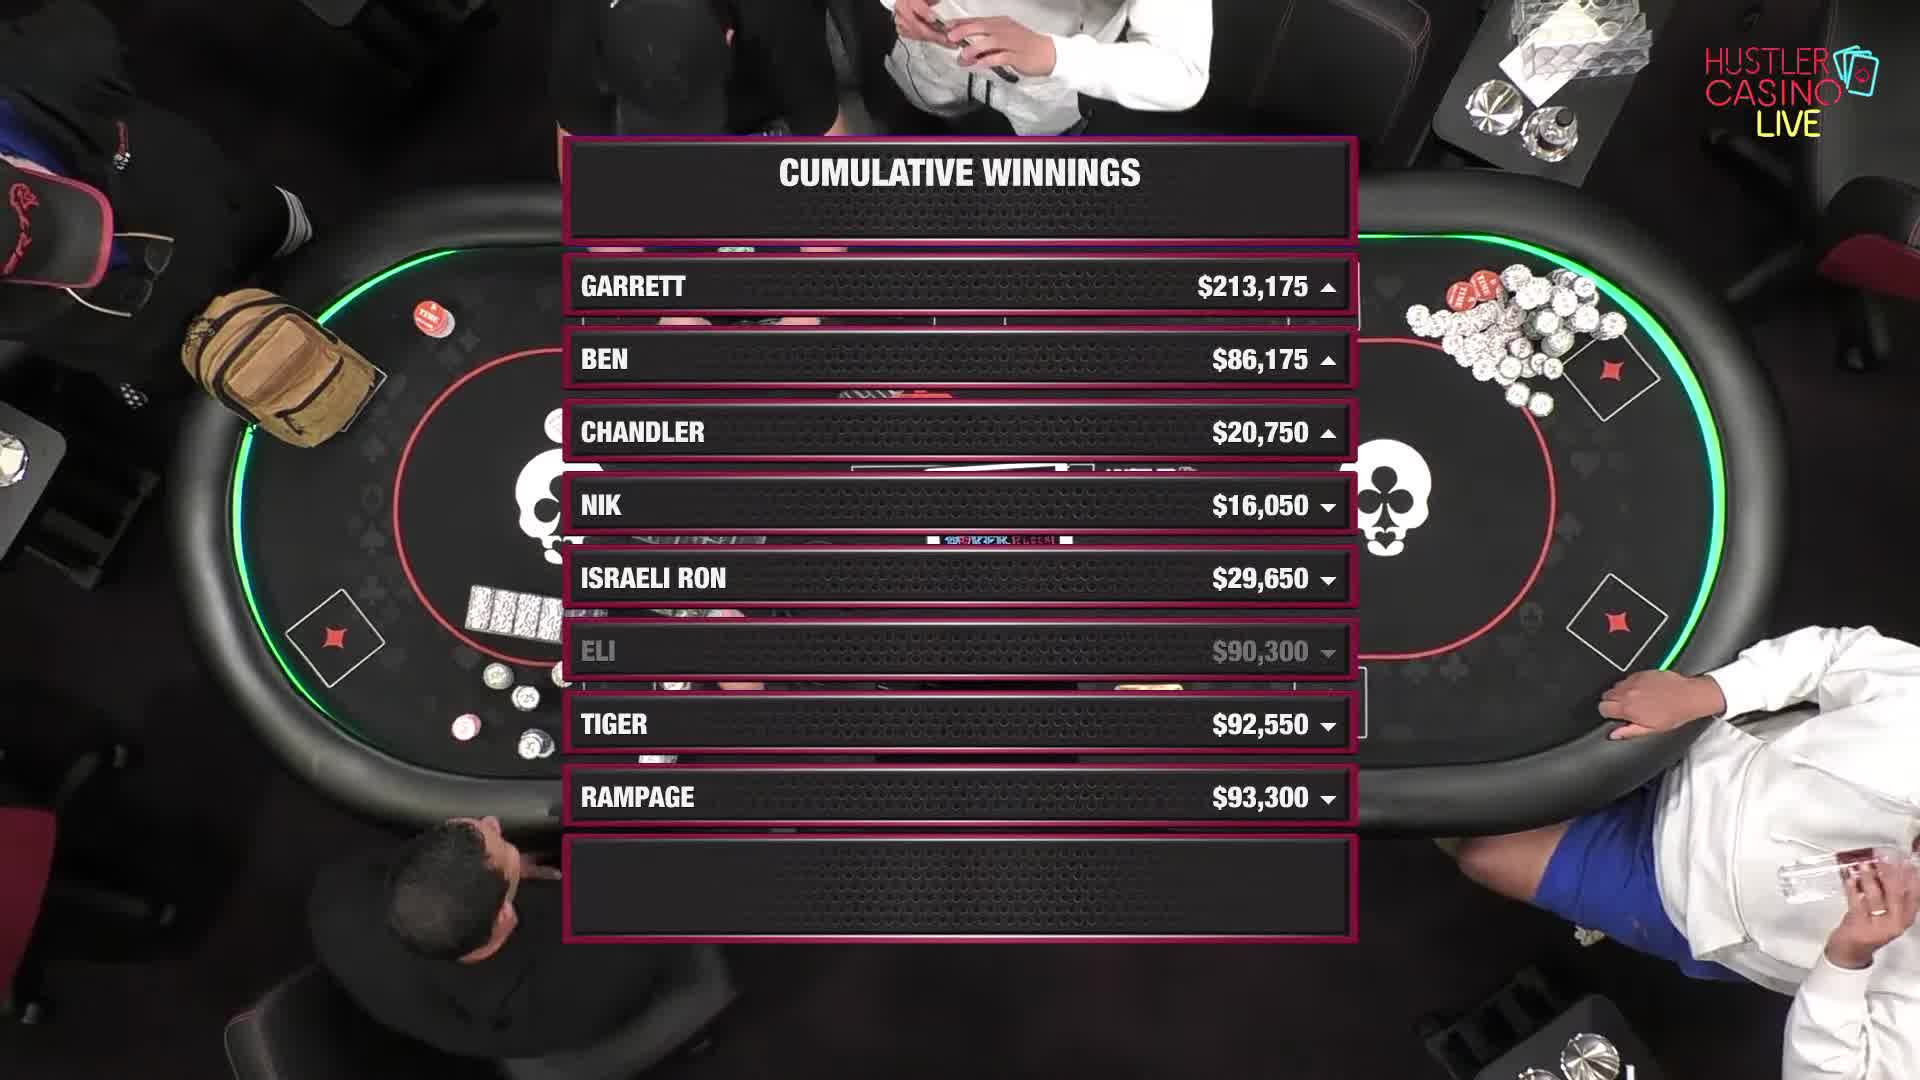 HUSTLER
CASINO
LIVE
CUMULATIVE WINNINGS
GARRETT $213,175
BEN $86,175
CHANDLER $20,750
NIK $16,050
ISRAELI RON $29,650
ELI $90,300
TIGER $92,550
RAMPAGE $93,300